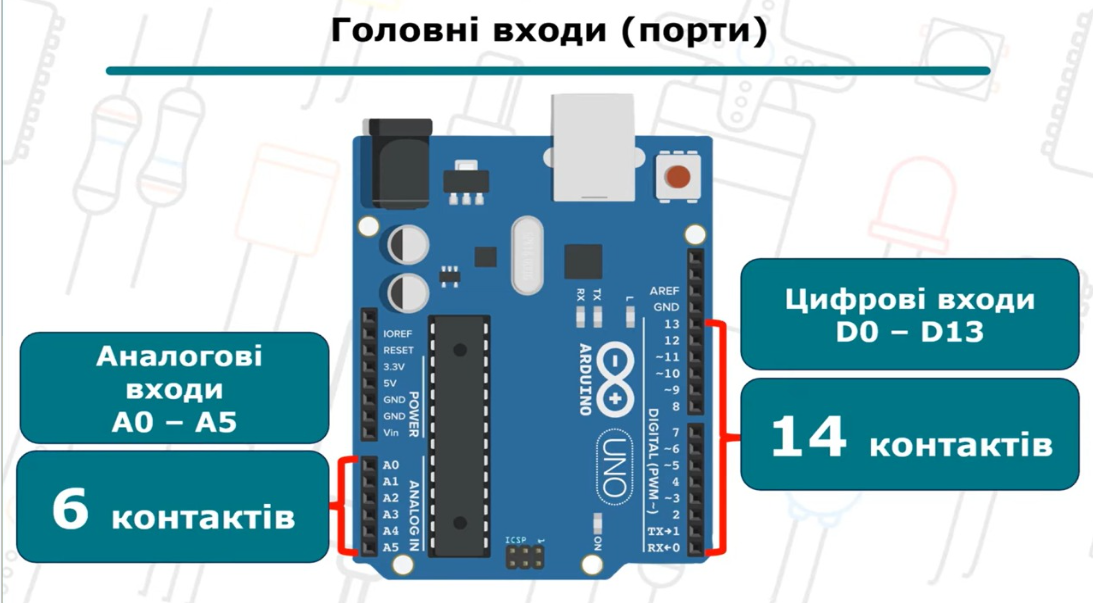 Головні входи (порти)
Аналогові
входи
A0 – A5
6 контактів
IOREF
RESET
3.3V
5V
GND
GND
Vin
POWER
A0
A1
A2
A3
A4
A5
ANALOG IN
RX
TX
L
ARDUINO
UNO
ON
ICSP
AREF
GND
13
12
~11
~10
~9
8
7
~6
~5
4
~3
2
TX→1
RX←0
DIGITAL (PWM ~)
Цифрові входи
D0 – D13
14 контактів